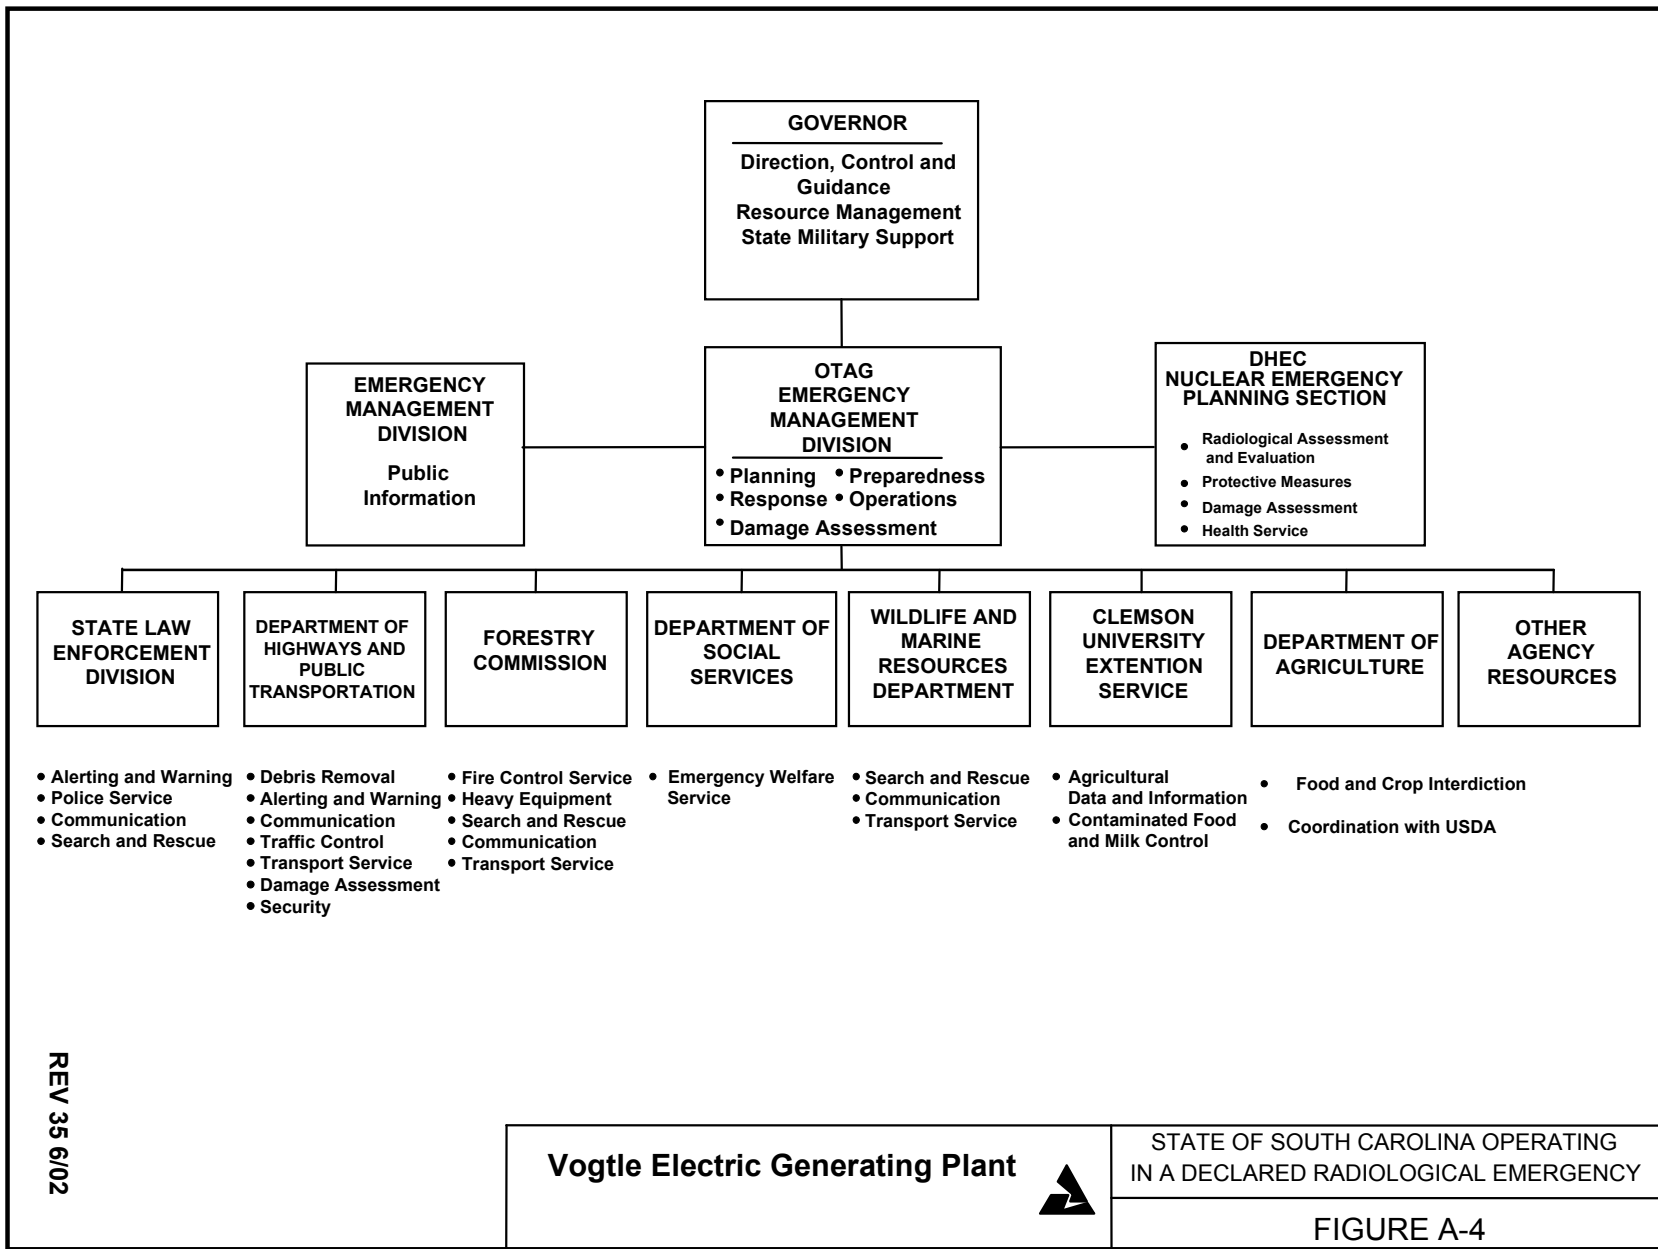 GOVERNOR
Direction, Control and
Guidance
Resource Management
State Military Support
EMERGENCY
MANAGEMENT
DIVISION
Public
Information
OTAG
EMERGENCY
MANAGEMENT
DIVISION
• Planning • Preparedness
• Response • Operations
• Damage Assessment
DHEC
NUCLEAR EMERGENCY
PLANNING SECTION
• Radiological Assessment
and Evaluation
• Protective Measures
• Damage Assessment
• Health Service
STATE LAW
ENFORCEMENT
DIVISION
DEPARTMENT OF
HIGHWAYS AND
PUBLIC
TRANSPORTATION
FORESTRY
COMMISSION
DEPARTMENT OF
SOCIAL
SERVICES
WILDLIFE AND
MARINE
RESOURCES
DEPARTMENT
CLEMSON
UNIVERSITY
EXTENTION
SERVICE
DEPARTMENT OF
AGRICULTURE
OTHER
AGENCY
RESOURCES
• Alerting and Warning
• Police Service
• Communication
• Search and Rescue
• Debris Removal
• Alerting and Warning
• Communication
• Traffic Control
• Transport Service
• Damage Assessment
• Security
• Fire Control Service
• Heavy Equipment
• Search and Rescue
• Communication
• Transport Service
• Emergency Welfare
Service
• Search and Rescue
• Communication
• Transport Service
• Agricultural
Data and Information
• Contaminated Food
and Milk Control
• Food and Crop Interdiction
• Coordination with USDA
REV 35 6/02
Vogtle Electric Generating Plant
STATE OF SOUTH CAROLINA OPERATING
IN A DECLARED RADIOLOGICAL EMERGENCY
FIGURE A-4